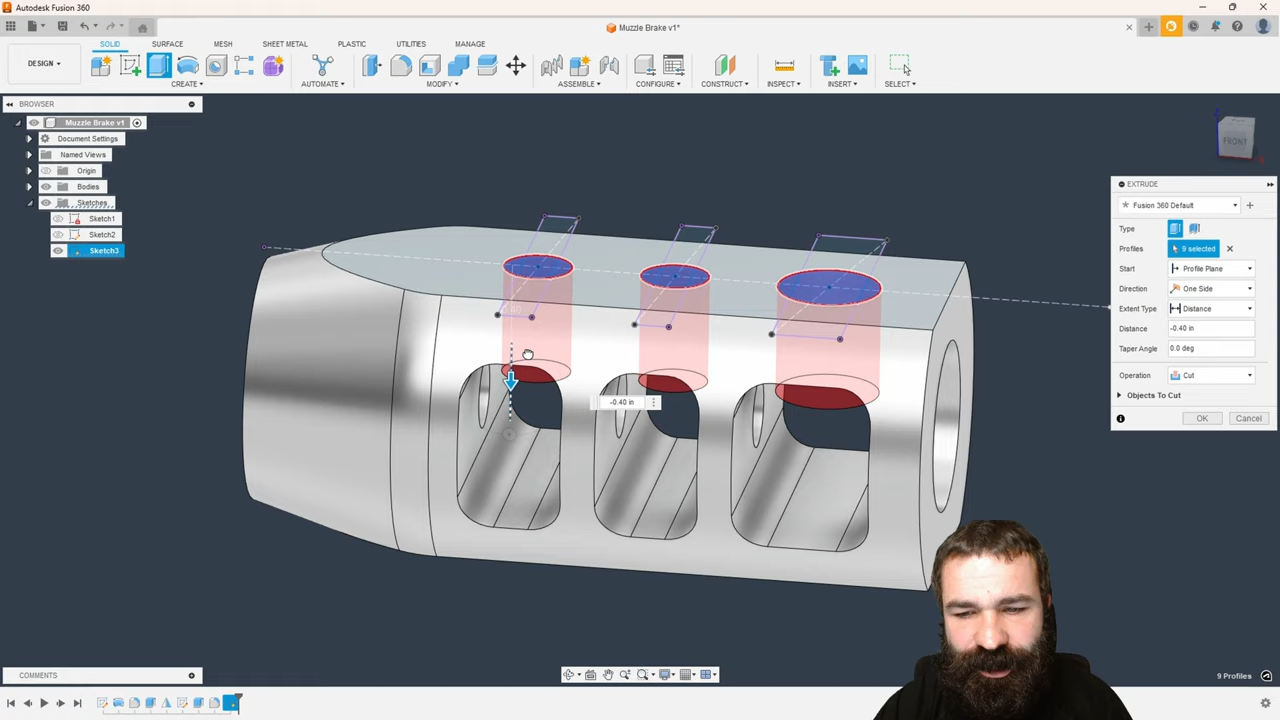 Autodesk Fusion 360
Muzzle Brake v1*
SOLID SURFACE MESH SHEET METAL PLASTIC UTILITIES MANAGE
DESIGN
CREATE AUTOMATE MODIFY ASSEMBLE CONFIGURE CONSTRUCT INSPECT INSERT SELECT
BROWSER
Muzzle Brake v1
Document Settings
Named Views
Origin
Bodies
Sketches
Sketch1
Sketch2
Sketch3
FRONT
EXTRUDE
Fusion 360 Default
Type
Profiles 9 selected
Start Profile Plane
Direction One Side
Extent Type Distance
Distance -0.40 in
Taper Angle 0.0 deg
Operation Cut
Objects To Cut
OK Cancel
-0.40 in
COMMENTS
9 Profiles